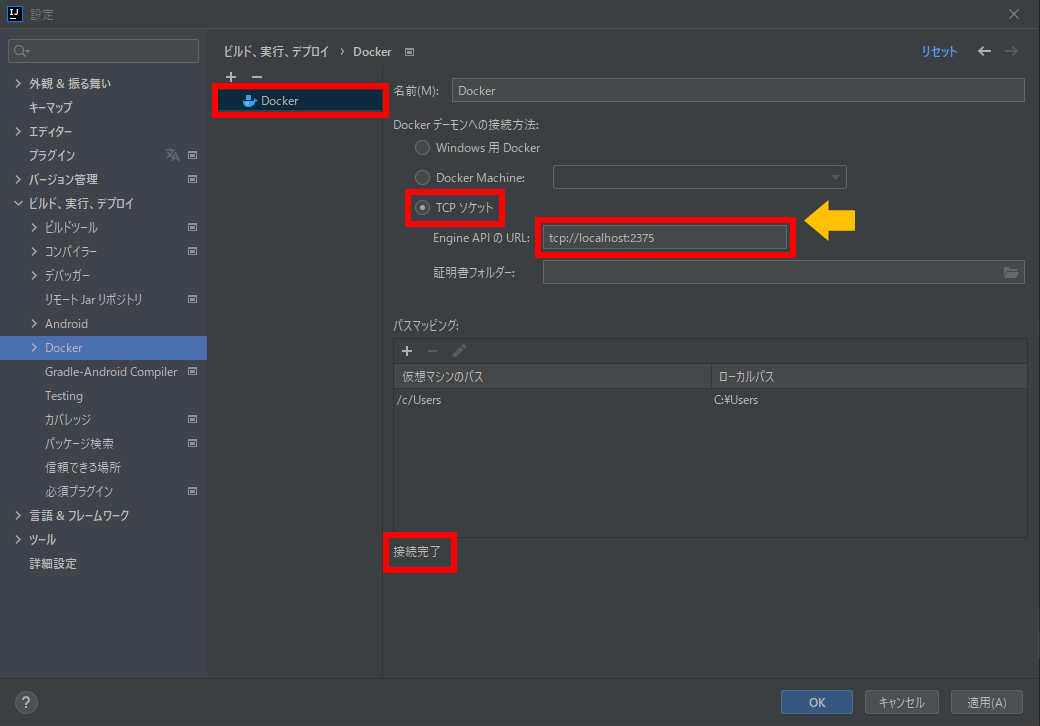 設定
外観 & 振る舞い
キーマップ
エディター
プラグイン
バージョン管理
ビルド、実行、デプロイ
ビルドツール
コンパイラー
デバッガー
リモート Jar リポジトリ
Android
Docker
Gradle-Android Compiler
Testing
カバレッジ
パッケージ検索
信頼できる場所
必須プラグイン
言語 & フレームワーク
ツール
詳細設定
ビルド、実行、デプロイ › Docker
リセット
Docker
名前(M): Docker
Docker デーモンへの接続方法:
Windows 用 Docker
Docker Machine:
TCP ソケット
Engine API の URL: tcp://localhost:2375
証明書フォルダー:
パスマッピング:
仮想マシンのパス ローカルパス
/c/Users C:¥Users
接続完了
?
OK キャンセル 適用(A)